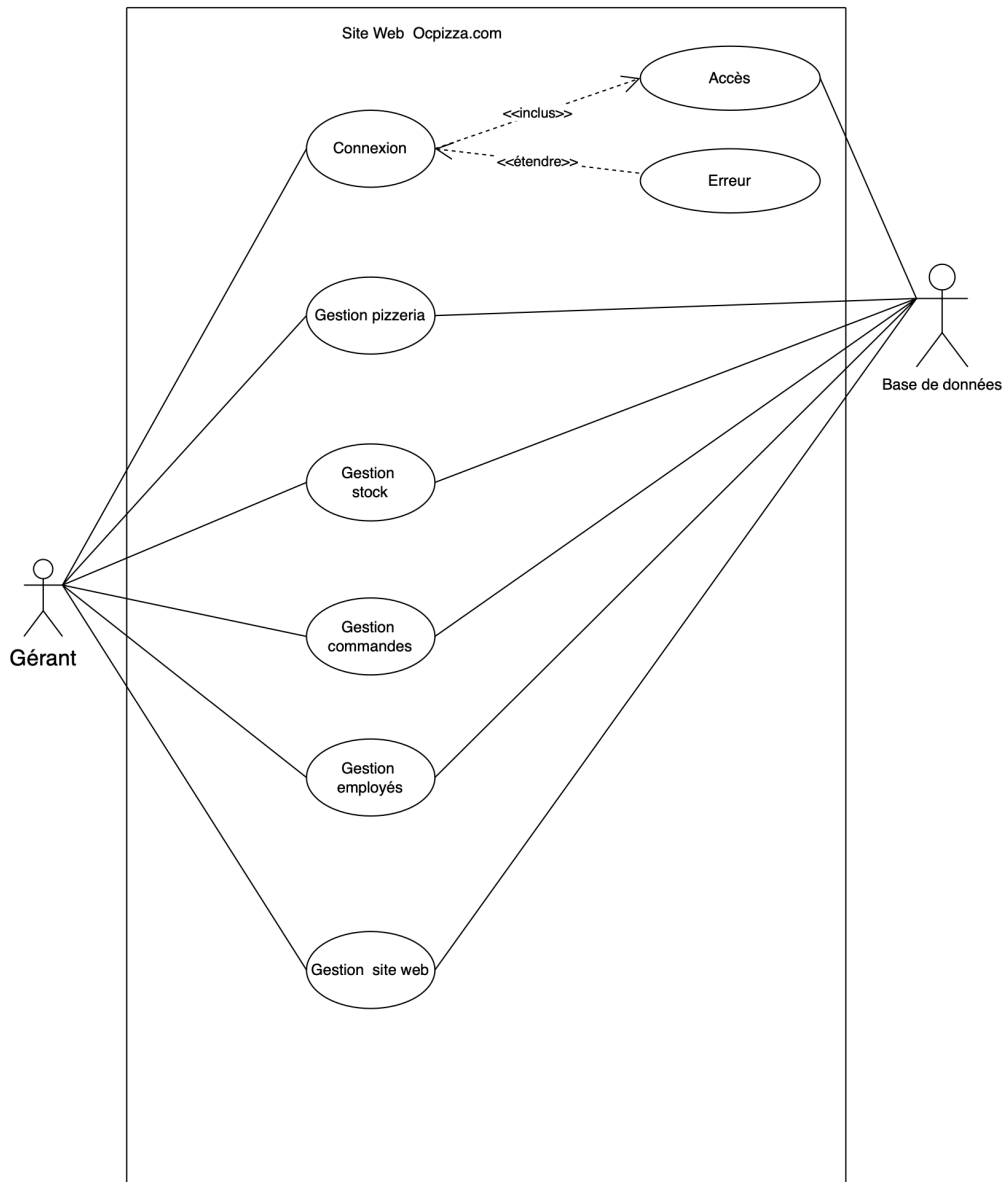 Site Web  Ocpizza.com
Accès
<<inclus>>
Connexion
<<étendre>>
Erreur
Gestion pizzeria
Base de données
Gestion
stock
Gestion
commandes
Gérant
Gestion
employés
Gestion  site web